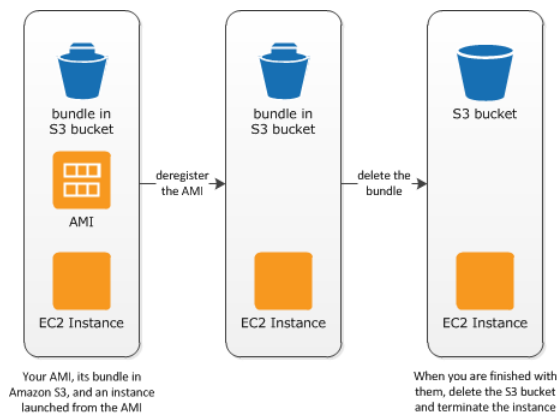 bundle in
S3 bucket
AMI
EC2 Instance
Your AMI, its bundle in
Amazon S3, and an instance
launched from the AMI
deregister
the AMI
bundle in
S3 bucket
EC2 Instance
delete the
bundle
S3 bucket
EC2 Instance
When you are finished with
them, delete the S3 bucket
and terminate the instance